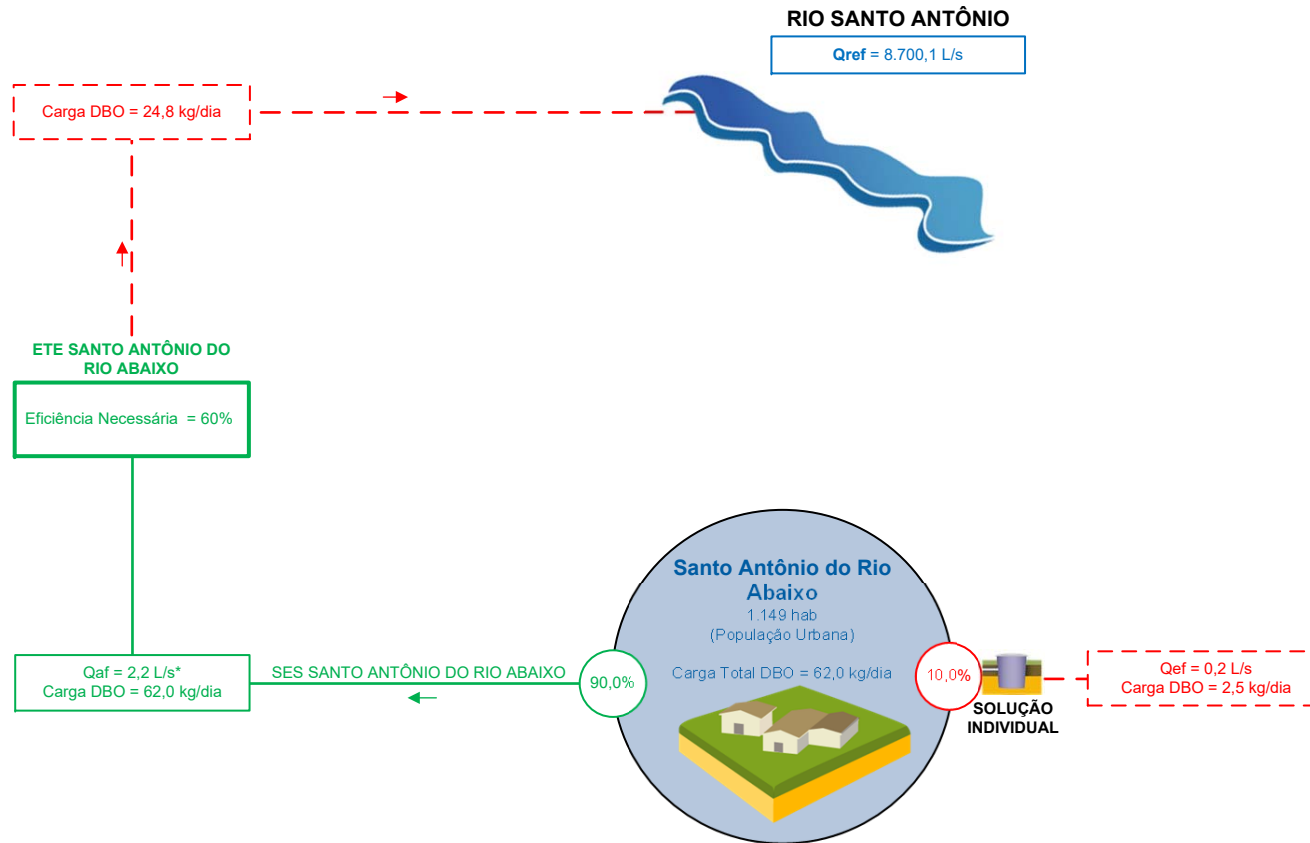 RIO SANTO ANTÔNIO
Qref = 8.700,1 L/s
Carga DBO = 24,8 kg/dia
ETE SANTO ANTÔNIO DO
RIO ABAIXO
Eficiência Necessária = 60%
Qaf = 2,2 L/s*
Carga DBO = 62,0 kg/dia
SES SANTO ANTÔNIO DO RIO ABAIXO
90,0%
Santo Antônio do Rio
Abaixo
1.149 hab
(População Urbana)
Carga Total DBO = 62,0 kg/dia
10,0%
SOLUÇÃO
INDIVIDUAL
Qef = 0,2 L/s
Carga DBO = 2,5 kg/dia